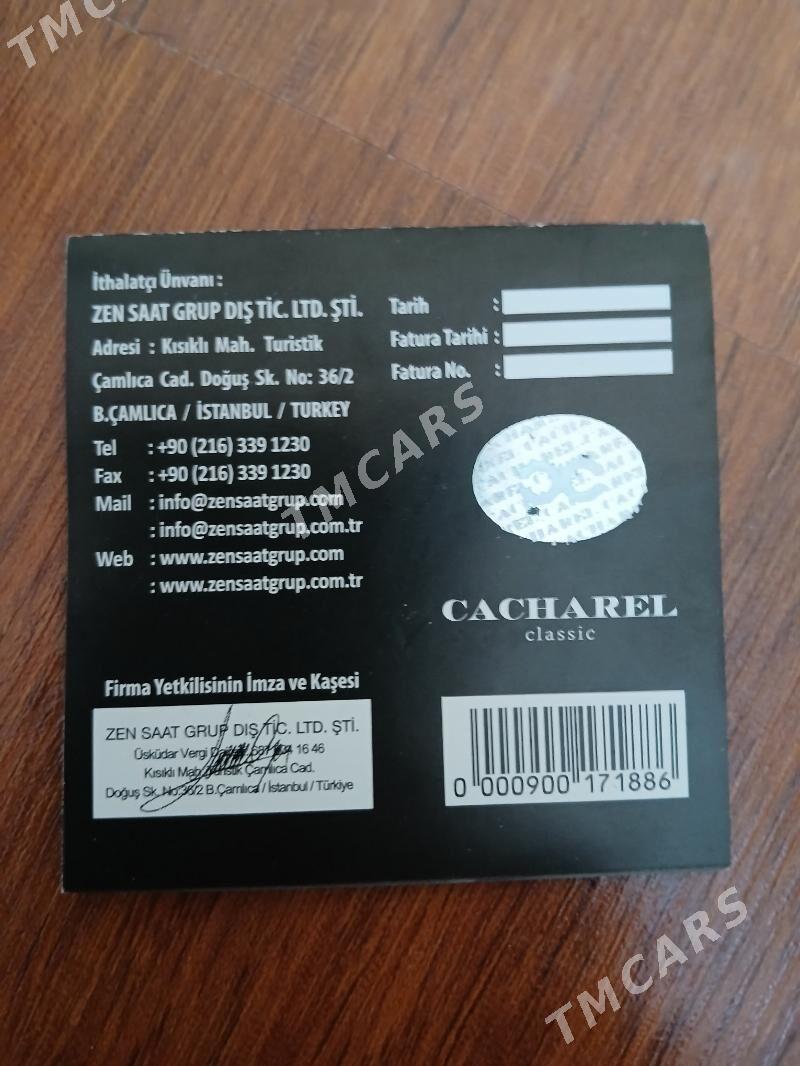 İthalatçı Ünvanı :
ZEN SAAT GRUP DIŞ TİC. LTD. ŞTİ.
Adresi : Kısıklı Mah. Turistik
Çamlıca Cad. Doğuş Sk. No: 36/2
B.ÇAMLICA / İSTANBUL / TURKEY
Tel : +90 (216) 339 1230
Fax : +90 (216) 339 1230
Mail : info@zensaatgrup.com
: info@zensaatgrup.com.tr
Web : www.zensaatgrup.com
: www.zensaatgrup.com.tr
Tarih :
Fatura Tarihi :
Fatura No. :
CACHAREL
CACHAREL
classic
Firma Yetkilisinin İmza ve Kaşesi
ZEN SAAT GRUP DIŞ TİC. LTD. ŞTİ.
Üsküdar Vergi 16 46
Kısıklı Mah. Turistik Çamlıca Cad.
Doğuş Sk. No:36/2 B.Çamlıca / İstanbul / Türkiye
0 000900 171886
TMCARS
TMCARS
TMCARS